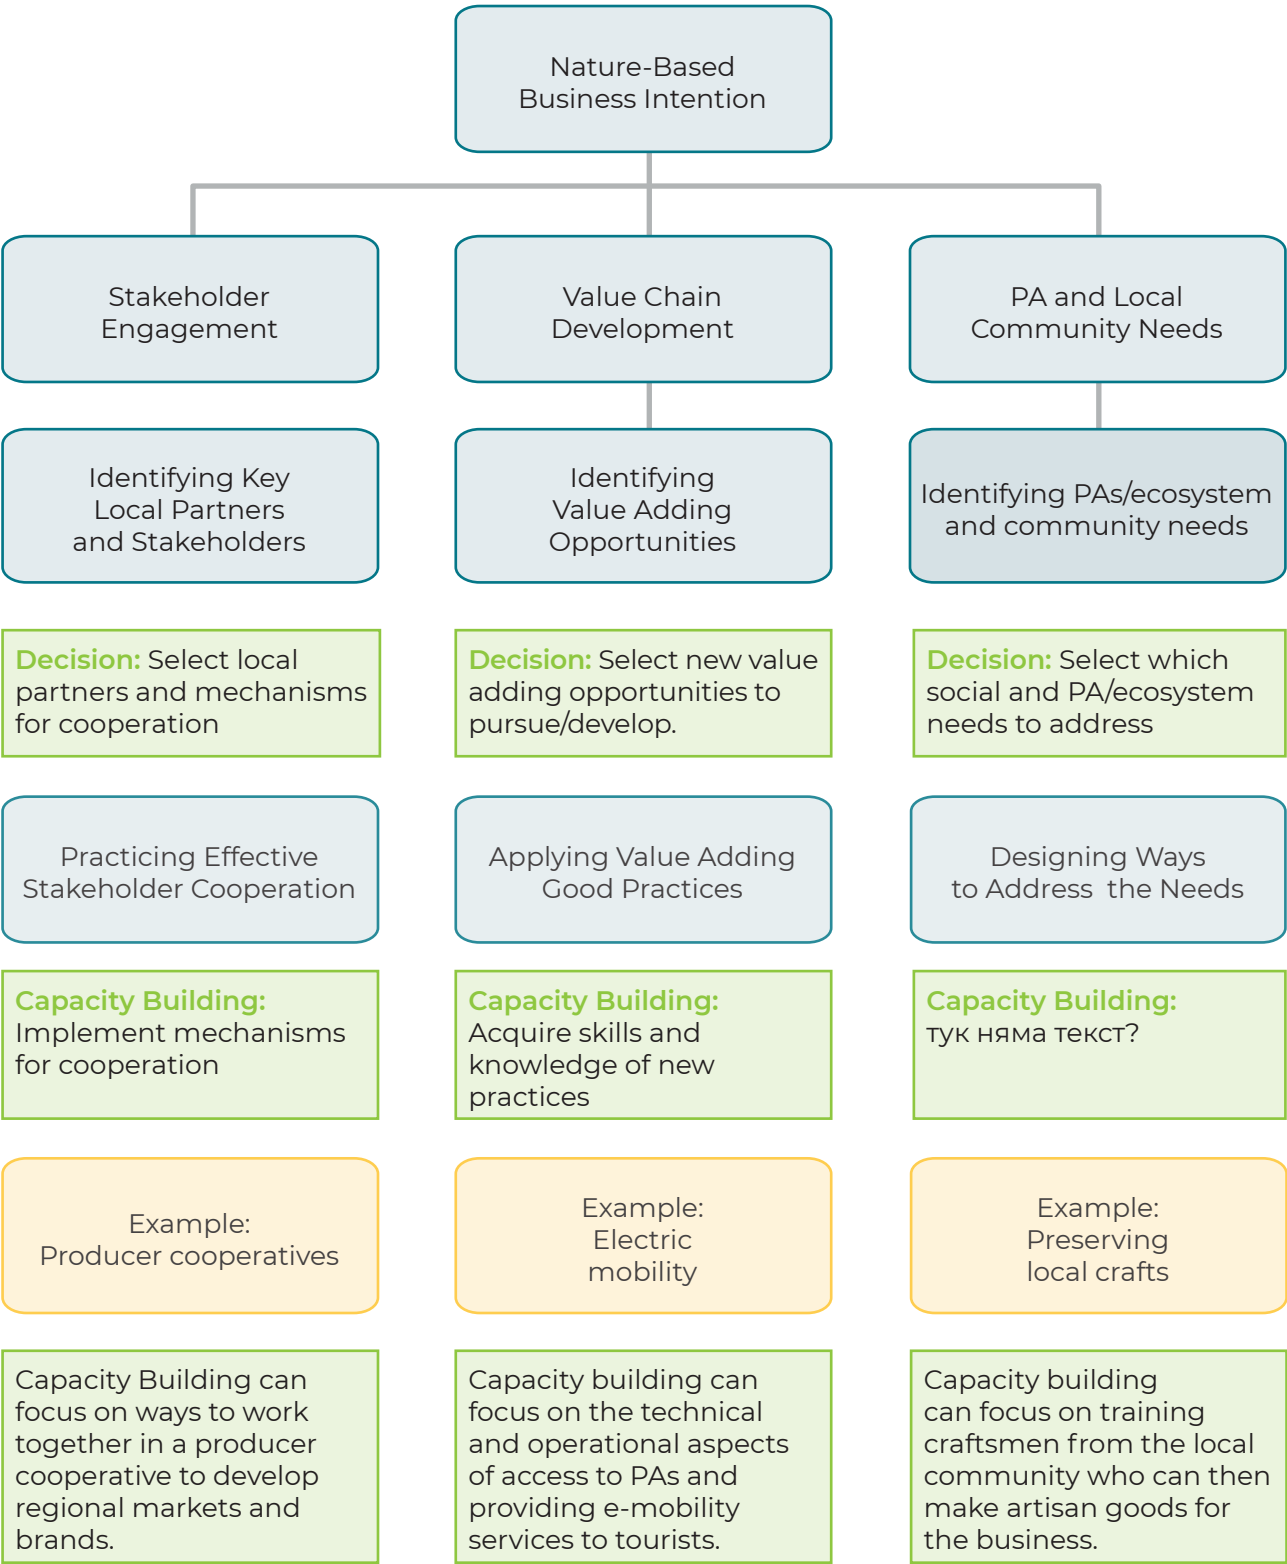 Nature-Based
Business Intention
Stakeholder
Engagement
Value Chain
Development
PA and Local
Community Needs
Identifying Key
Local Partners
and Stakeholders
Identifying
Value Adding
Opportunities
Identifying PAs/ecosystem
and community needs
Decision: Select local
partners and mechanisms
for cooperation
Decision: Select new value
adding opportunities to
pursue/develop.
Decision: Select which
social and PA/ecosystem
needs to address
Practicing Effective
Stakeholder Cooperation
Applying Value Adding
Good Practices
Designing Ways
to Address  the Needs
Capacity Building:
Implement mechanisms
for cooperation
Capacity Building:
Acquire skills and
knowledge of new
practices
Capacity Building:
тук няма текст?
Example:
Producer cooperatives
Example:
Electric
mobility
Example:
Preserving
local crafts
Capacity Building can
focus on ways to work
together in a producer
cooperative to develop
regional markets and
brands.
Capacity building can
focus on the technical
and operational aspects
of access to PAs and
providing e-mobility
services to tourists.
Capacity building
can focus on training
craftsmen from the local
community who can then
make artisan goods for
the business.